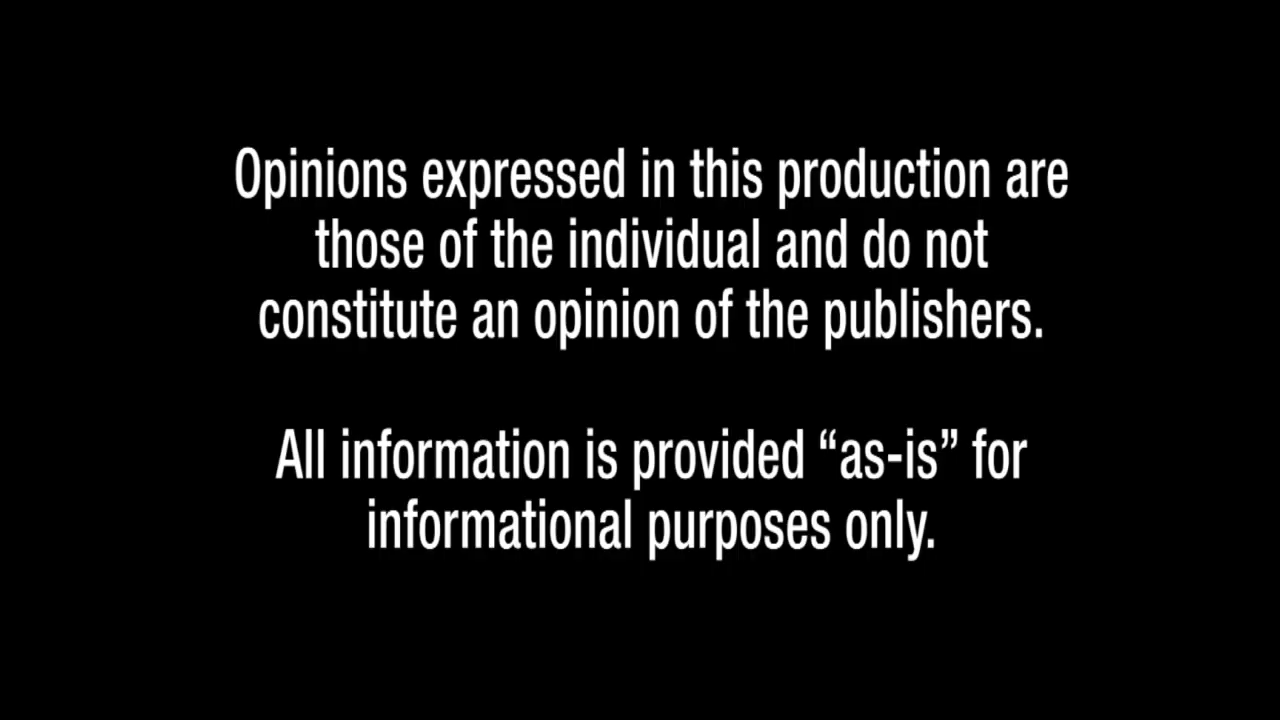 Opinions expressed in this production are
those of the individual and do not
constitute an opinion of the publishers.
All information is provided “as-is” for
informational purposes only.